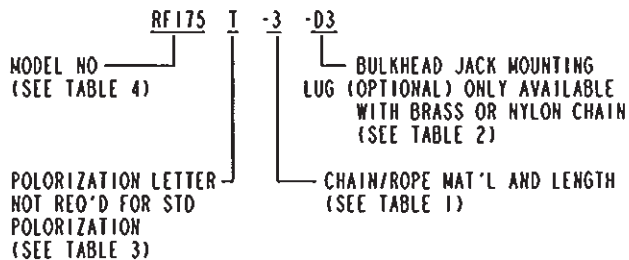 RF175 T -3 -D3
MODEL NO
(SEE TABLE 4)
BULKHEAD JACK MOUNTING
LUG (OPTIONAL) ONLY AVAILABLE
WITH BRASS OR NYLON CHAIN
(SEE TABLE 2)
POLORIZATION LETTER
NOT REQ'D FOR STD
POLORIZATION
(SEE TABLE 3)
CHAIN/ROPE MAT'L AND LENGTH
(SEE TABLE 1)